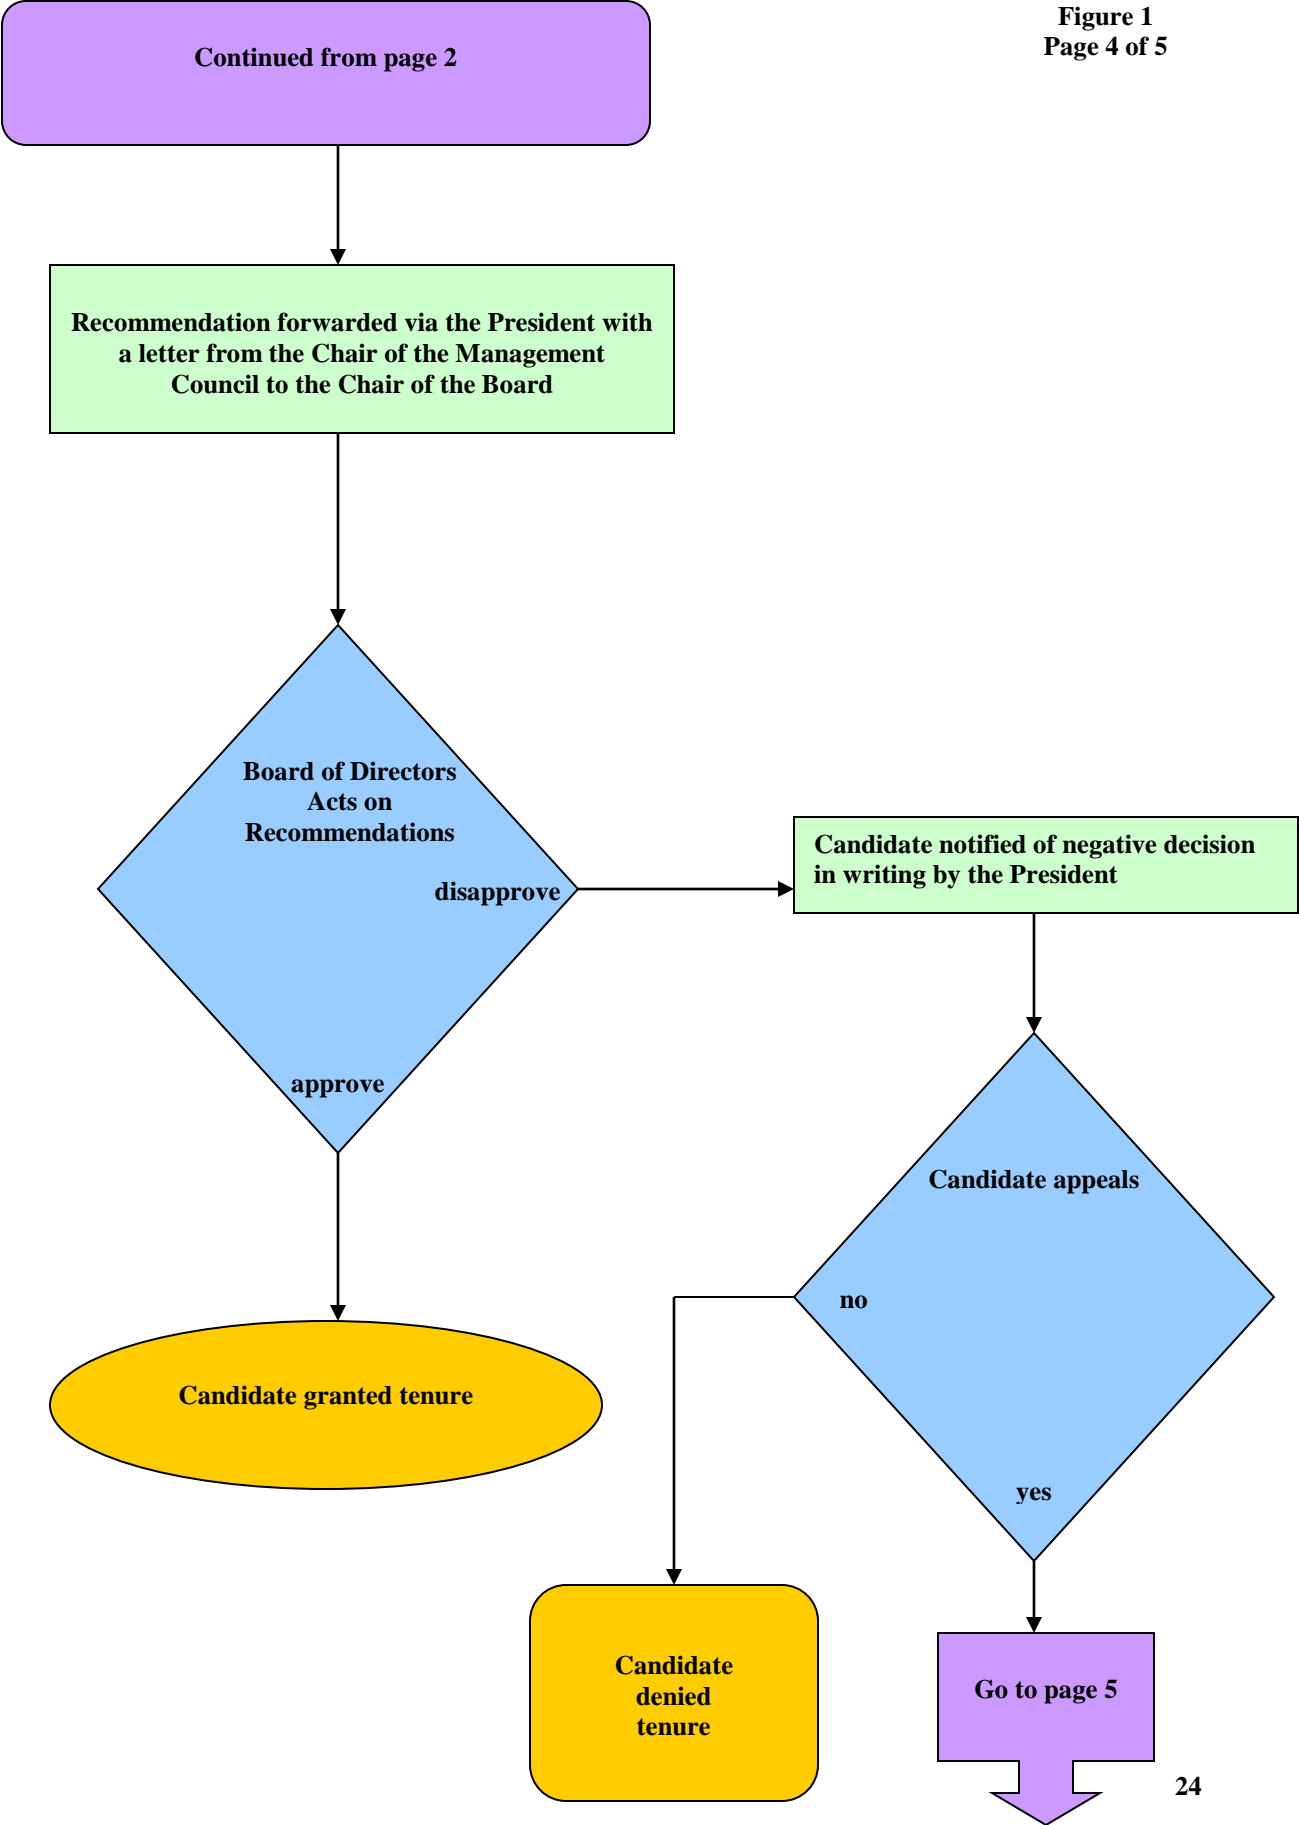 Figure 1
Page 4 of 5
Continued from page 2
Recommendation forwarded via the President with
a letter from the Chair of the Management
Council to the Chair of the Board
Board of Directors
Acts on
Recommendations
disapprove
approve
Candidate notified of negative decision
in writing by the President
Candidate appeals
no
yes
Candidate granted tenure
Candidate
denied
tenure
Go to page 5
24